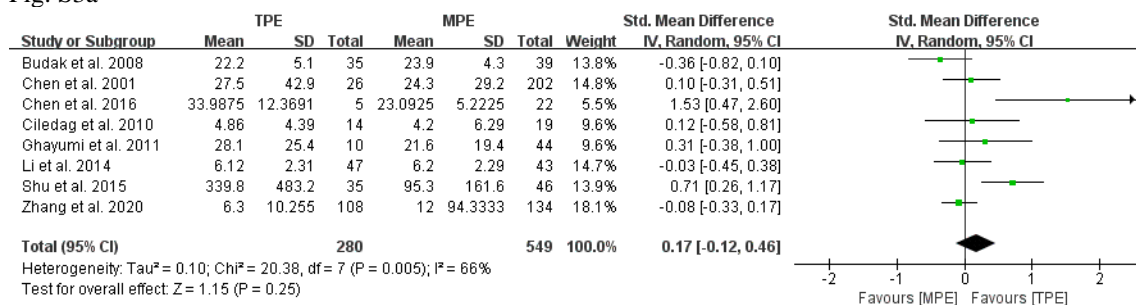 TPE MPE Std. Mean Difference Std. Mean Difference
Study or Subgroup Mean SD Total Mean SD Total Weight IV, Random, 95% CI IV, Random, 95% CI
Budak et al. 2008 22.2 5.1 35 23.9 4.3 39 13.8% -0.36 [-0.82, 0.10]
Chen et al. 2001 27.5 42.9 26 24.3 29.2 202 14.8% 0.10 [-0.31, 0.51]
Chen et al. 2016 33.9875 12.3691 5 23.0925 5.2225 22 5.5% 1.53 [0.47, 2.60]
Ciledag et al. 2010 4.86 4.39 14 4.2 6.29 19 9.6% 0.12 [-0.58, 0.81]
Ghayumi et al. 2011 28.1 25.4 10 21.6 19.4 44 9.6% 0.31 [-0.38, 1.00]
Li et al. 2014 6.12 2.31 47 6.2 2.29 43 14.7% -0.03 [-0.45, 0.38]
Shu et al. 2015 339.8 483.2 35 95.3 161.6 46 13.9% 0.71 [0.26, 1.17]
Zhang et al. 2020 6.3 10.255 108 12 94.3333 134 18.1% -0.08 [-0.33, 0.17]
Total (95% CI) 280 549 100.0% 0.17 [-0.12, 0.46]
Heterogeneity: Tau² = 0.10; Chi² = 20.38, df = 7 (P = 0.005); I² = 66%
Test for overall effect: Z = 1.15 (P = 0.25)
-2 -1 0 1 2
Favours [MPE] Favours [TPE]